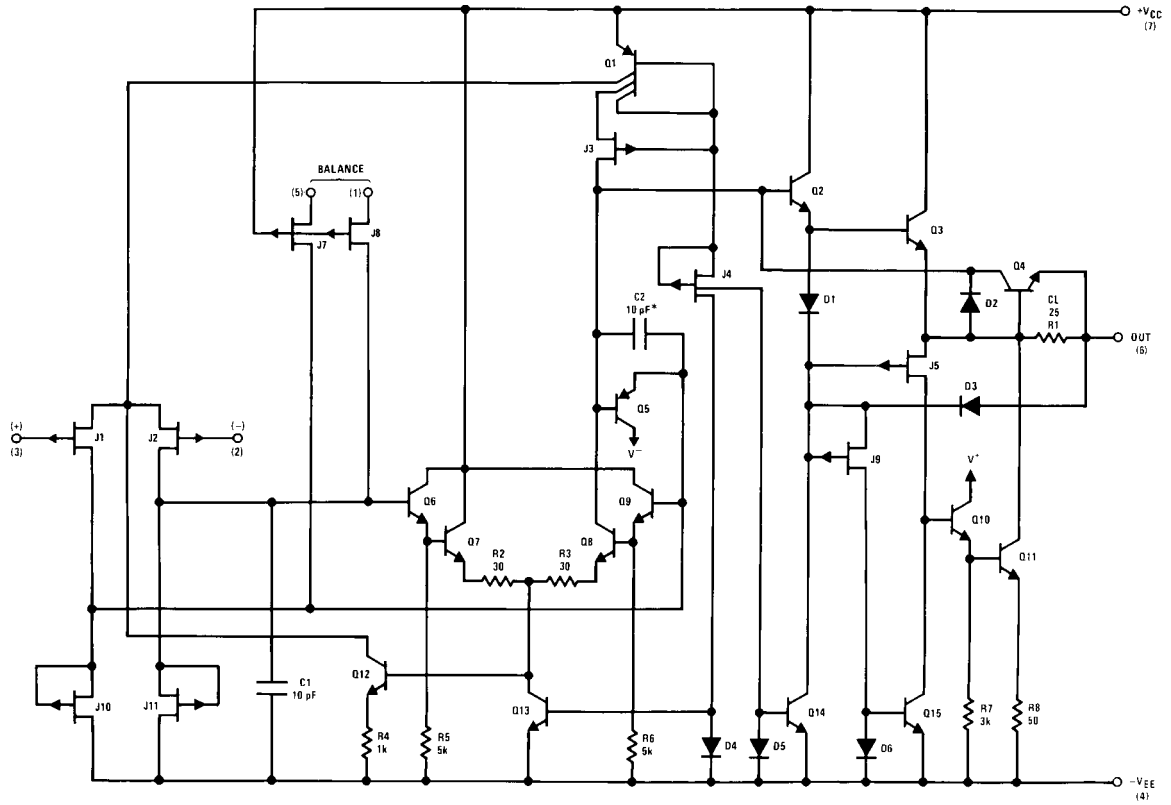 +VCC
(7)
Q1
J3
BALANCE
(5)
(1)
J7
J8
Q2
Q3
J4
Q4
C2
10 pF*
D1
D2
CL
25
R1
OUT
(6)
J5
D3
Q5
V−
(+)
(3)
J1
J2
(−)
(2)
J9
V+
Q6
Q9
Q7
Q8
R2
30
R3
30
Q10
Q11
J10
J11
C1
10 pF
Q12
Q13
Q14
Q15
R4
1k
R5
5k
R6
5k
D4
D5
D6
R7
3k
R8
50
−VEE
(4)